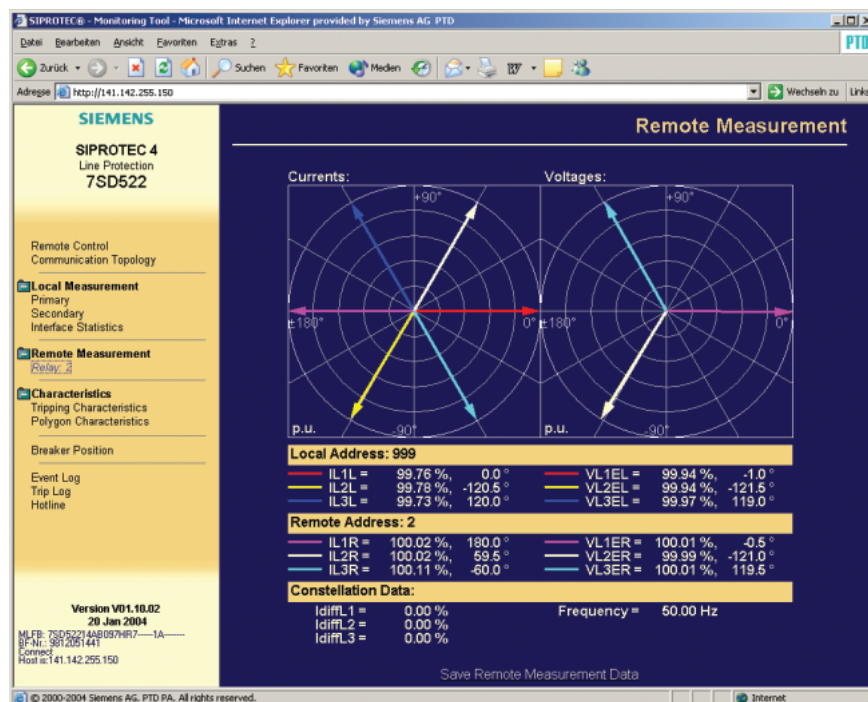 SIPROTEC® - Monitoring Tool - Microsoft Internet Explorer provided by Siemens AG PTD
Datei Bearbeiten Ansicht Favoriten Extras ?
PTD
Zurück Suchen Favoriten Medien
Adresse http://141.142.255.150 Wechseln zu Links
SIEMENS
SIPROTEC 4
Line Protection
7SD522
Remote Control
Communication Topology
Local Measurement
Primary
Secondary
Interface Statistics
Remote Measurement
Relay: 2
Characteristics
Tripping Characteristics
Polygon Characteristics
Breaker Position
Event Log
Trip Log
Hotline
Version V01.10.02
20 Jan 2004
MLFB: 7SD52214AB097HR7-----1A-------
BF-Nr.: 9812051441
Connect
Host is:141.142.255.150
Remote Measurement
Currents: Voltages:
+90° +90°
±180° 0° ±180° 0°
-90° -90°
p.u. p.u.
Local Address: 999
IL1L = 99.76 %, 0.0 ° VL1EL = 99.94 %, -1.0 °
IL2L = 99.78 %, -120.5 ° VL2EL = 99.94 %, -121.5 °
IL3L = 99.73 %, 120.0 ° VL3EL = 99.97 %, 119.0 °
Remote Address: 2
IL1R = 100.02 %, 180.0 ° VL1ER = 100.01 %, -0.5 °
IL2R = 100.02 %, 59.5 ° VL2ER = 99.99 %, -121.0 °
IL3R = 100.11 %, -60.0 ° VL3ER = 100.01 %, 119.5 °
Constellation Data:
IdiffL1 = 0.00 % Frequency = 50.00 Hz
IdiffL2 = 0.00 %
IdiffL3 = 0.00 %
Save Remote Measurement Data
© 2000-2004 Siemens AG. PTD PA. All rights reserved. Internet